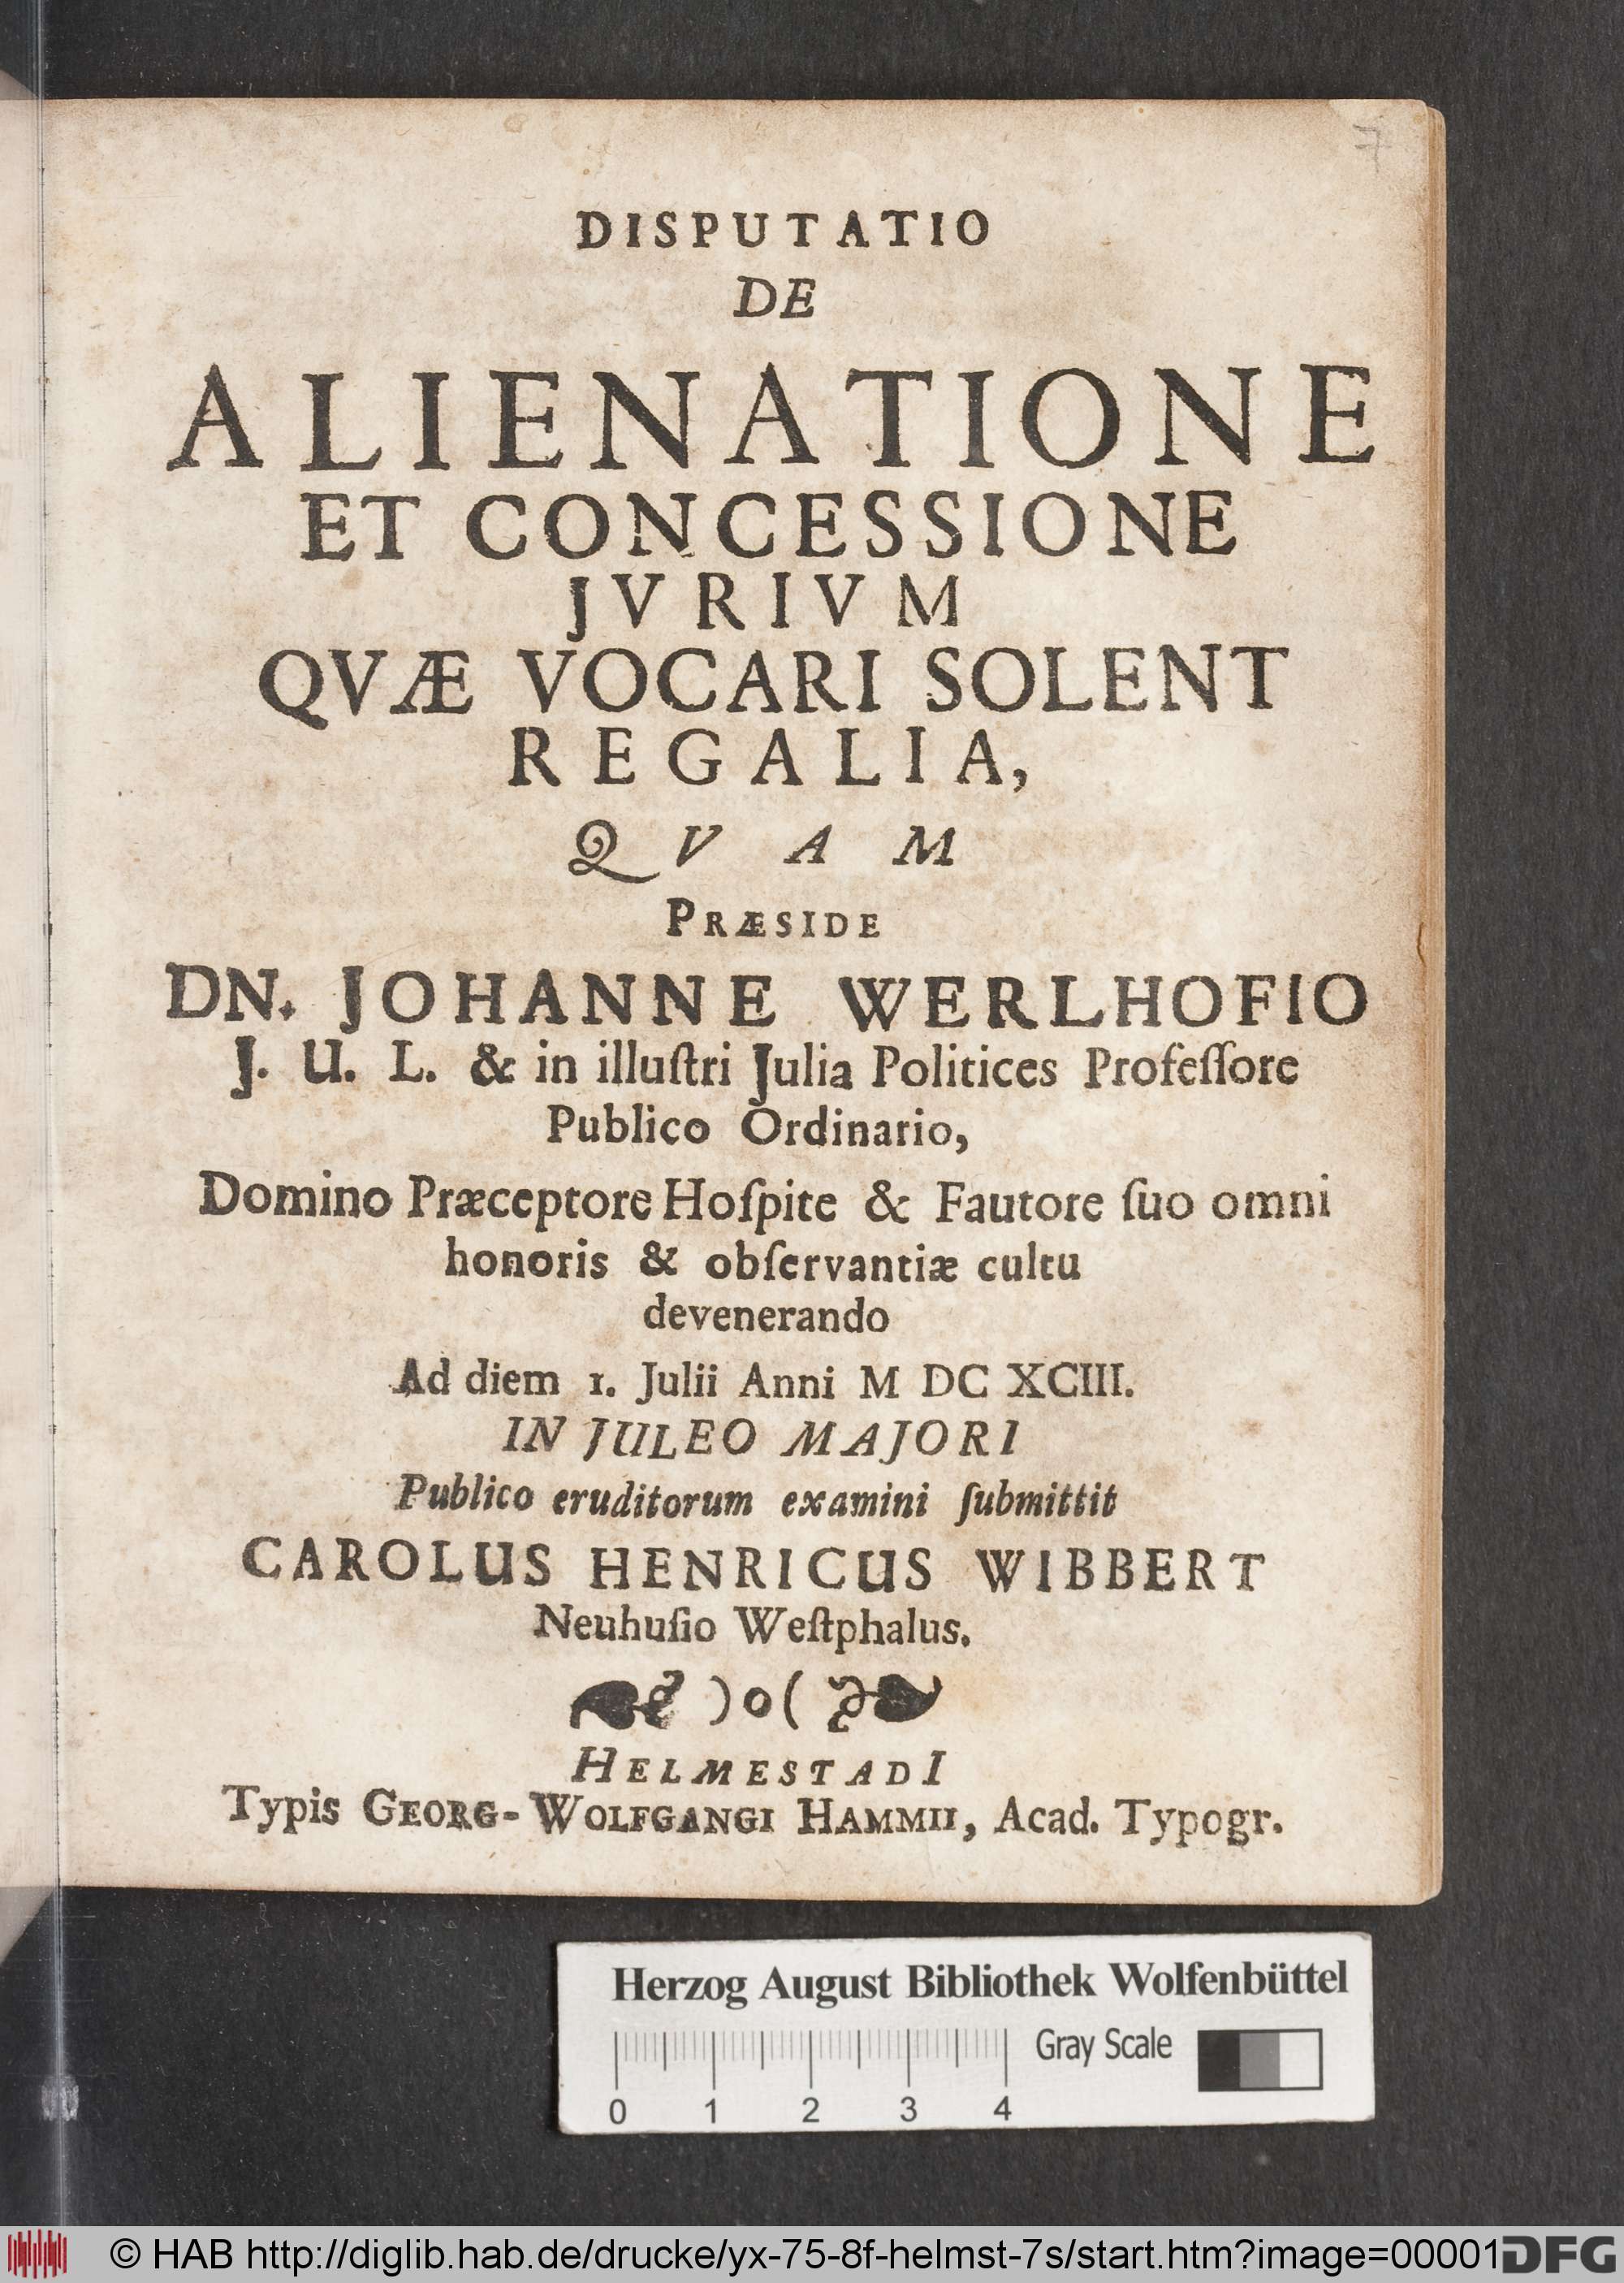 7
DISPUTATIO
DE
ALIENATIONE
ET CONCESSIONE
JVRIVM
QVÆ VOCARI SOLENT
REGALIA,
QVAM
PRÆSIDE
DN. JOHANNE WERLHOFIO
J. U. L. & in illuſtri Julia Politices Profeſſore
Publico Ordinario,
Domino Præceptore Hoſpite & Fautore ſuo omni
honoris & obſervantiæ cultu
devenerando
Ad diem 1. Julii Anni M DC XCIII.
IN JULEO MAJORI
Publico eruditorum examini ſubmittit
CAROLUS HENRICUS WIBBERT
Neuhuſio Weſtphalus.
)o(
HELMESTADI
Typis GEORG-WOLFGANGI HAMMII, Acad. Typogr.
Herzog August Bibliothek Wolfenbüttel
Gray Scale
0 1 2 3 4
© HAB http://diglib.hab.de/drucke/yx-75-8f-helmst-7s/start.htm?image=00001
DFG